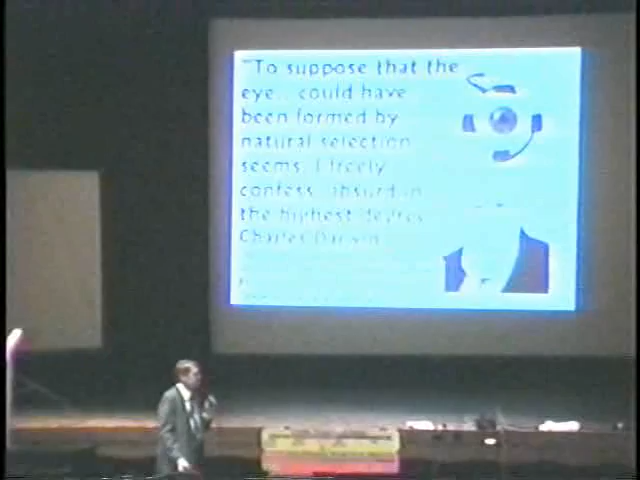 "To suppose that the
eye... could have
been formed by
natural selection
seems, I freely
confess, absurd in
the highest degree
Charles Darwin